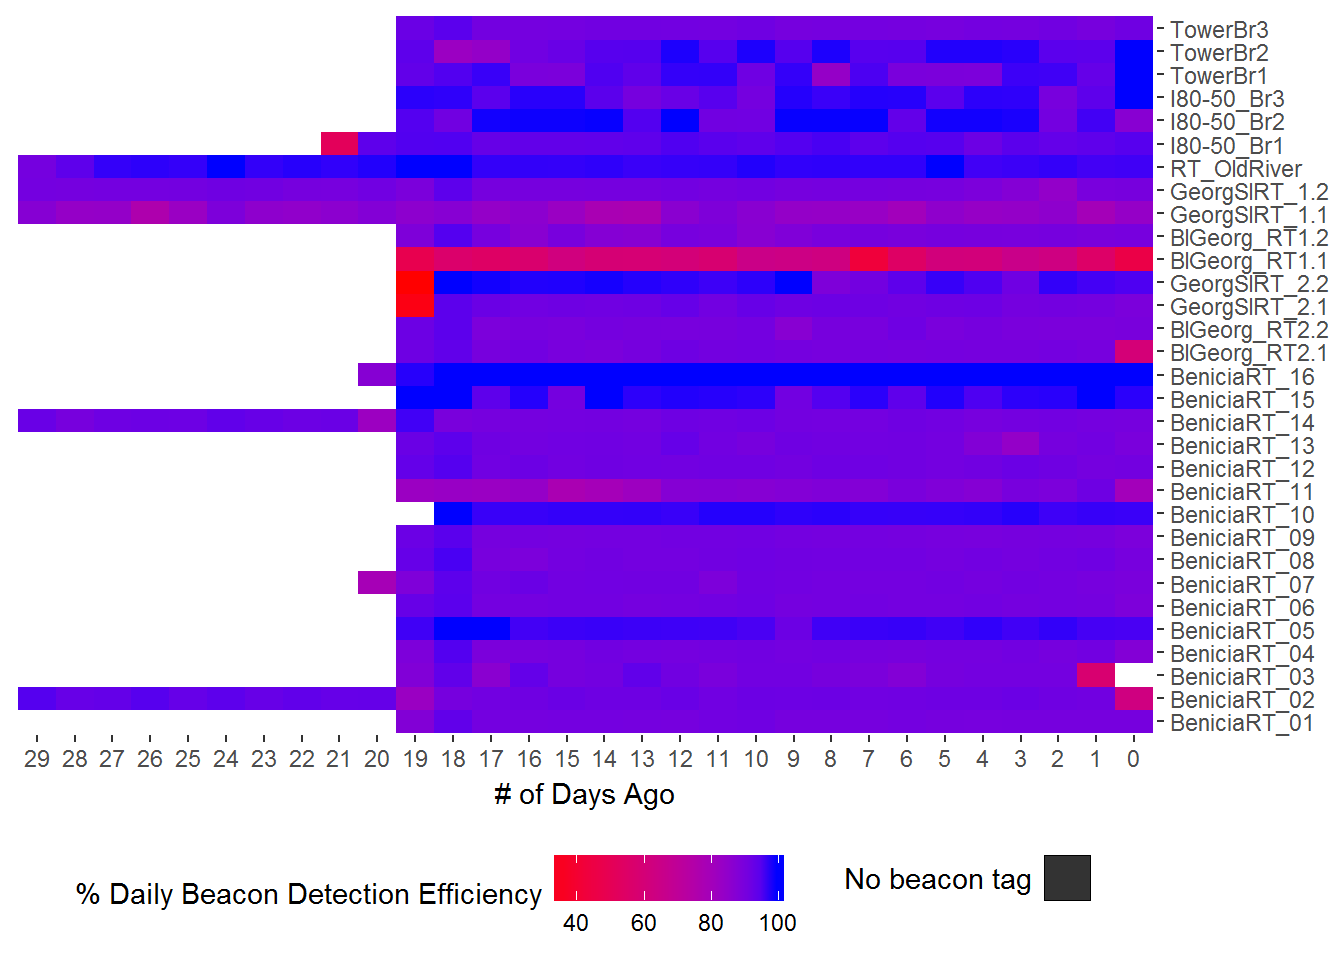 TowerBr3
TowerBr2
TowerBr1
I80-50_Br3
I80-50_Br2
I80-50_Br1
RT_OldRiver
GeorgSlRT_1.2
GeorgSlRT_1.1
BlGeorg_RT1.2
BlGeorg_RT1.1
GeorgSlRT_2.2
GeorgSlRT_2.1
BlGeorg_RT2.2
BlGeorg_RT2.1
BeniciaRT_16
BeniciaRT_15
BeniciaRT_14
BeniciaRT_13
BeniciaRT_12
BeniciaRT_11
BeniciaRT_10
BeniciaRT_09
BeniciaRT_08
BeniciaRT_07
BeniciaRT_06
BeniciaRT_05
BeniciaRT_04
BeniciaRT_03
BeniciaRT_02
BeniciaRT_01
29 28 27 26 25 24 23 22 21 20 19 18 17 16 15 14 13 12 11 10 9 8 7 6 5 4 3 2 1 0
# of Days Ago
% Daily Beacon Detection Efficiency
40 60 80 100
No beacon tag